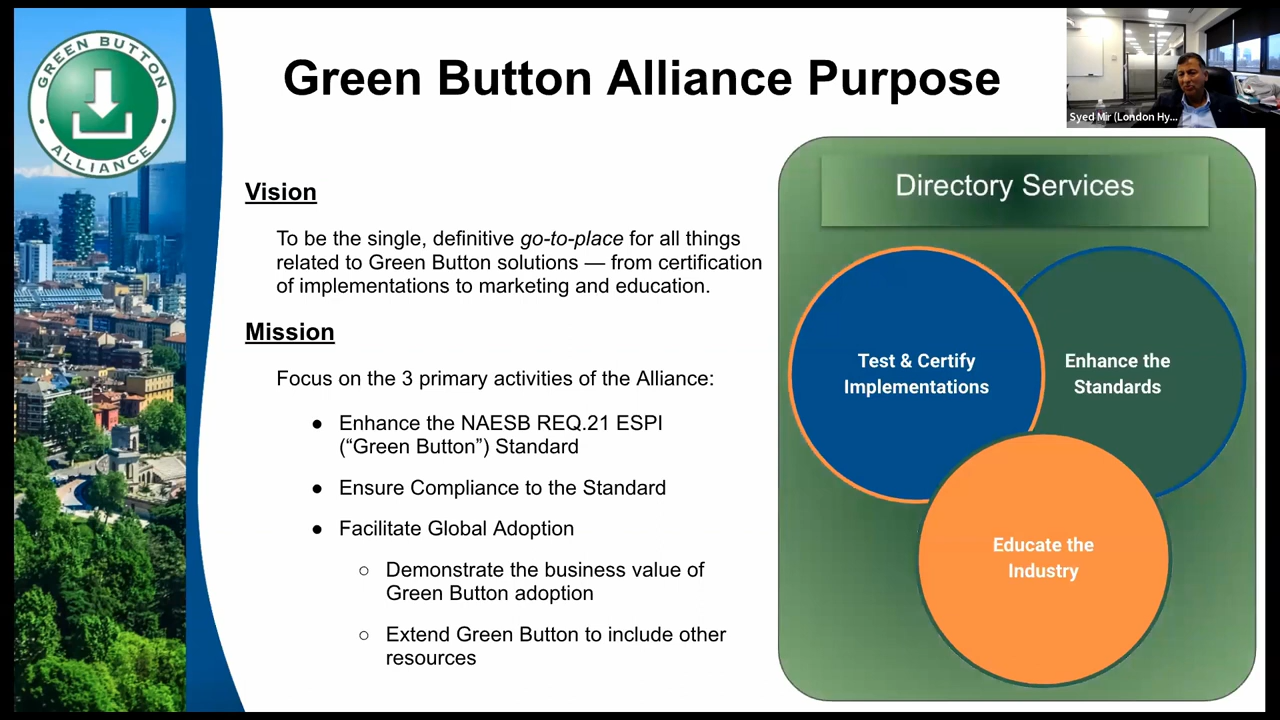 GREEN BUTTON
ALLIANCE
Green Button Alliance Purpose
Syed Mir (London Hy...
Vision
To be the single, definitive go-to-place for all things
related to Green Button solutions — from certification
of implementations to marketing and education.
Mission
Focus on the 3 primary activities of the Alliance:
● Enhance the NAESB REQ.21 ESPI
(“Green Button”) Standard
● Ensure Compliance to the Standard
● Facilitate Global Adoption
○ Demonstrate the business value of
Green Button adoption
○ Extend Green Button to include other
resources
Directory Services
Test & Certify
Implementations
Enhance the
Standards
Educate the
Industry